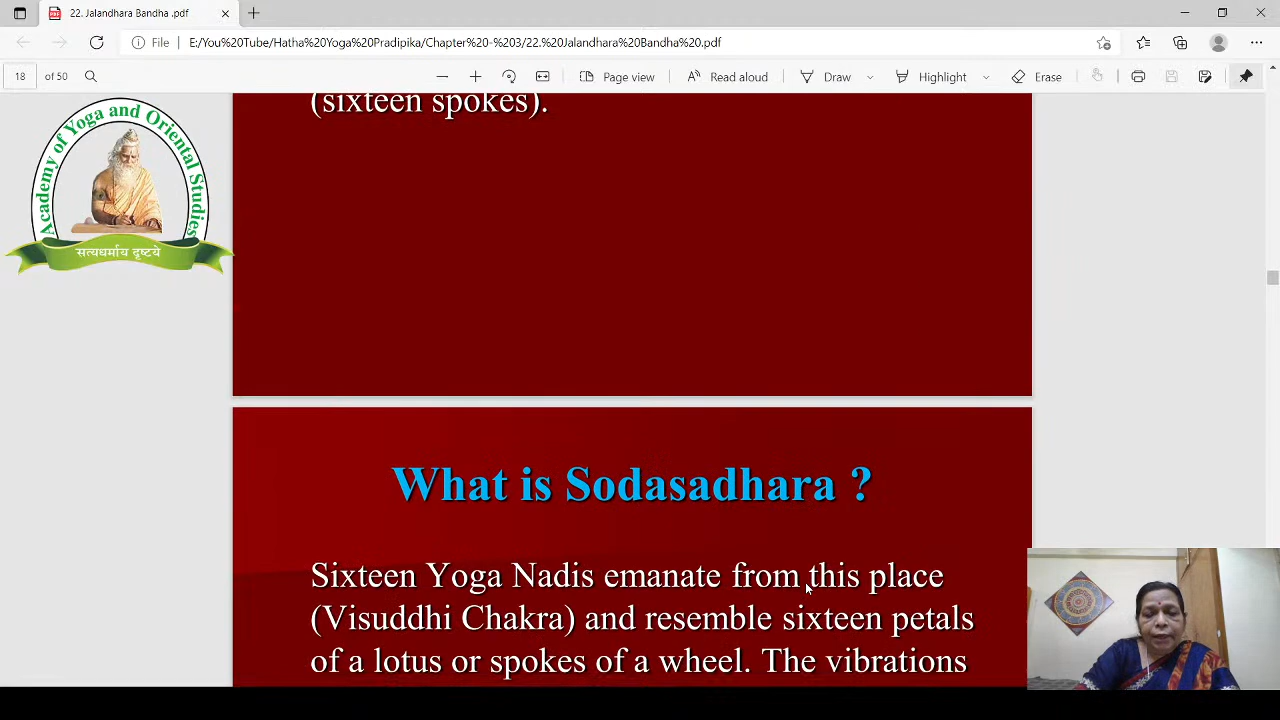 22. Jalandhara Bandha .pdf
File
E:/You%20Tube/Hatha%20Yoga%20Pradipika/Chapter%20-%203/22.%20Jalandhara%20Bandha%20.pdf
18 of 50
Page view
Read aloud
Draw
Highlight
Erase
(sixteen spokes).
Academy of Yoga and Oriental Studies
सत्यधर्माय दृष्टये
What is Sodasadhara ?
Sixteen Yoga Nadis emanate from this place
(Visuddhi Chakra) and resemble sixteen petals
of a lotus or spokes of a wheel. The vibrations